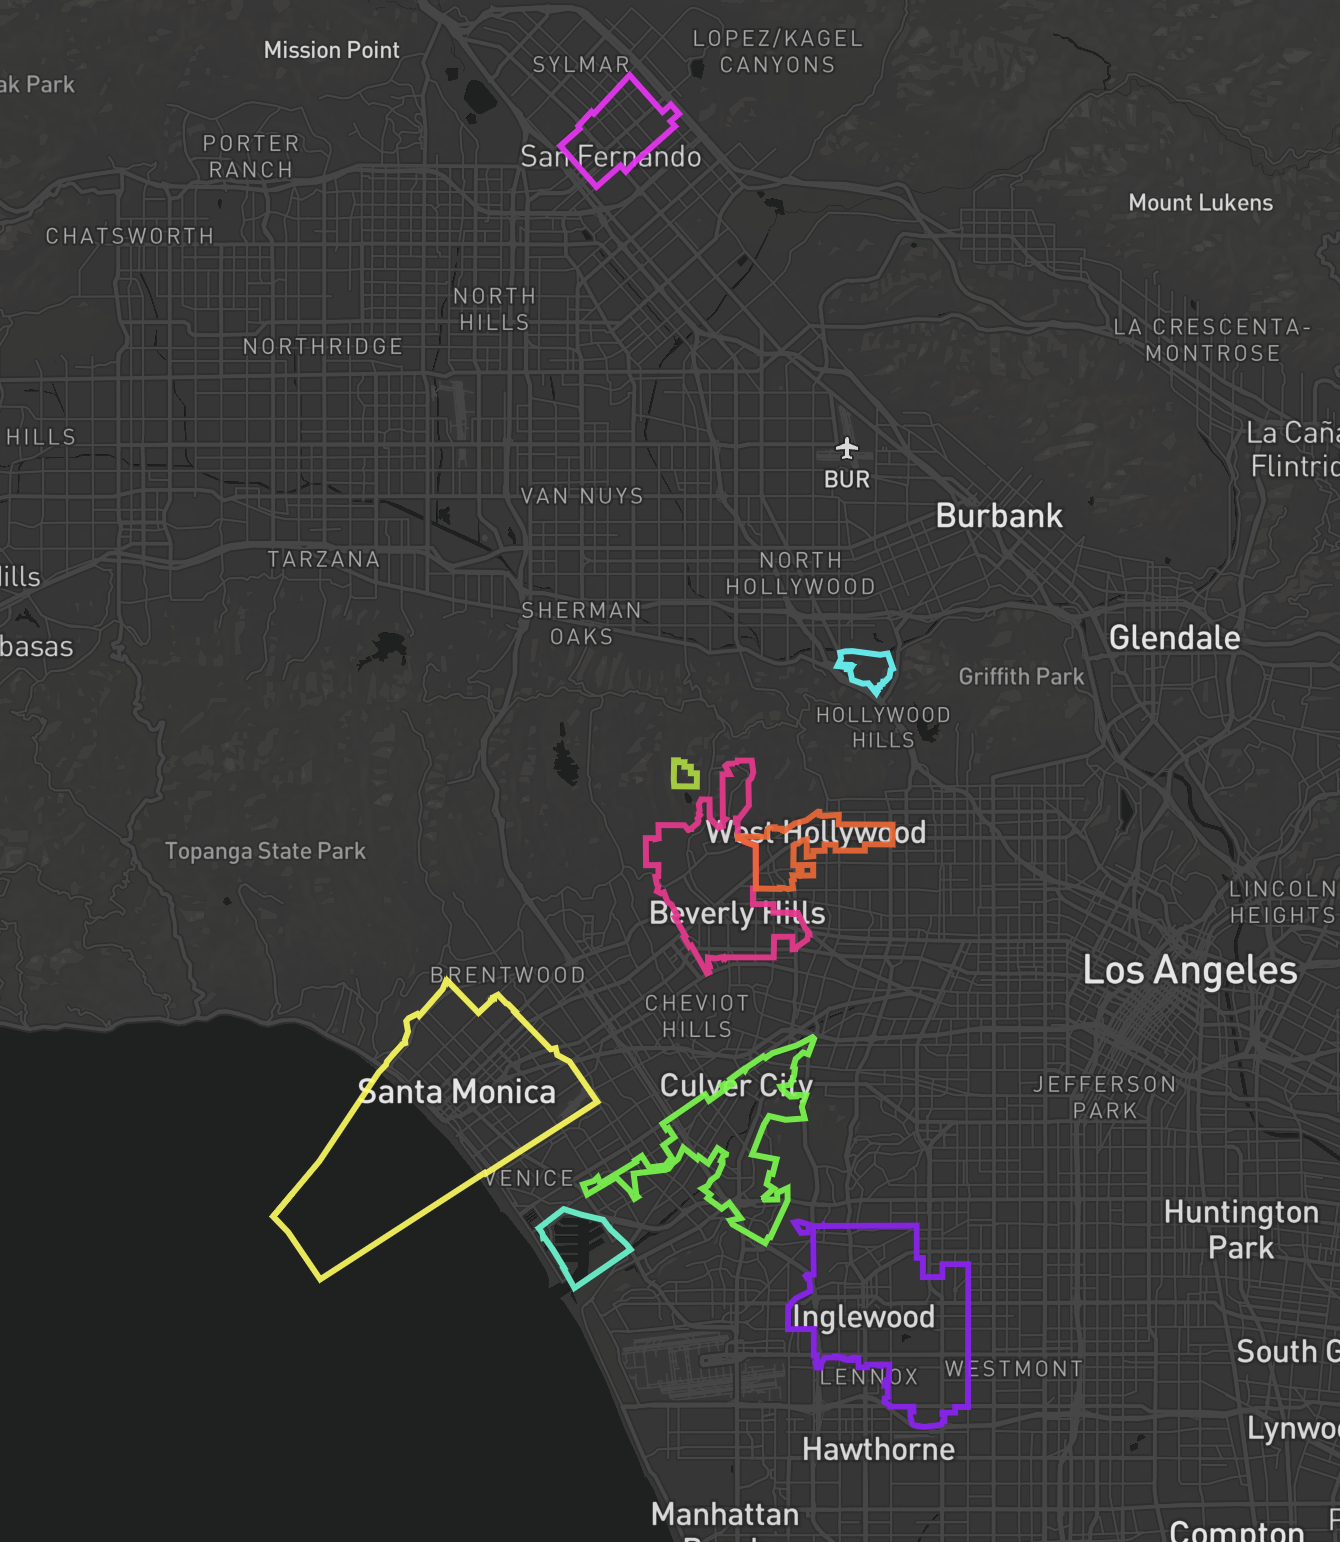 LOPEZ/KAGEL
CANYONS
Mission Point
SYLMAR
ak Park
PORTER
RANCH
San Fernando
Mount Lukens
CHATSWORTH
NORTH
HILLS
LA CRESCENTA-
MONTROSE
NORTHRIDGE
HILLS
La Caña
Flintrid
BUR
VAN NUYS
Burbank
TARZANA
NORTH
HOLLYWOOD
Hills
SHERMAN
OAKS
Glendale
basas
Griffith Park
HOLLYWOOD
HILLS
West Hollywood
Topanga State Park
LINCOLN
HEIGHTS
Beverly Hills
BRENTWOOD
Los Angeles
CHEVIOT
HILLS
Santa Monica
Culver City
JEFFERSON
PARK
VENICE
Huntington
Park
Inglewood
South G
LENNOX
WESTMONT
Lynwo
Hawthorne
Manhattan
Compton